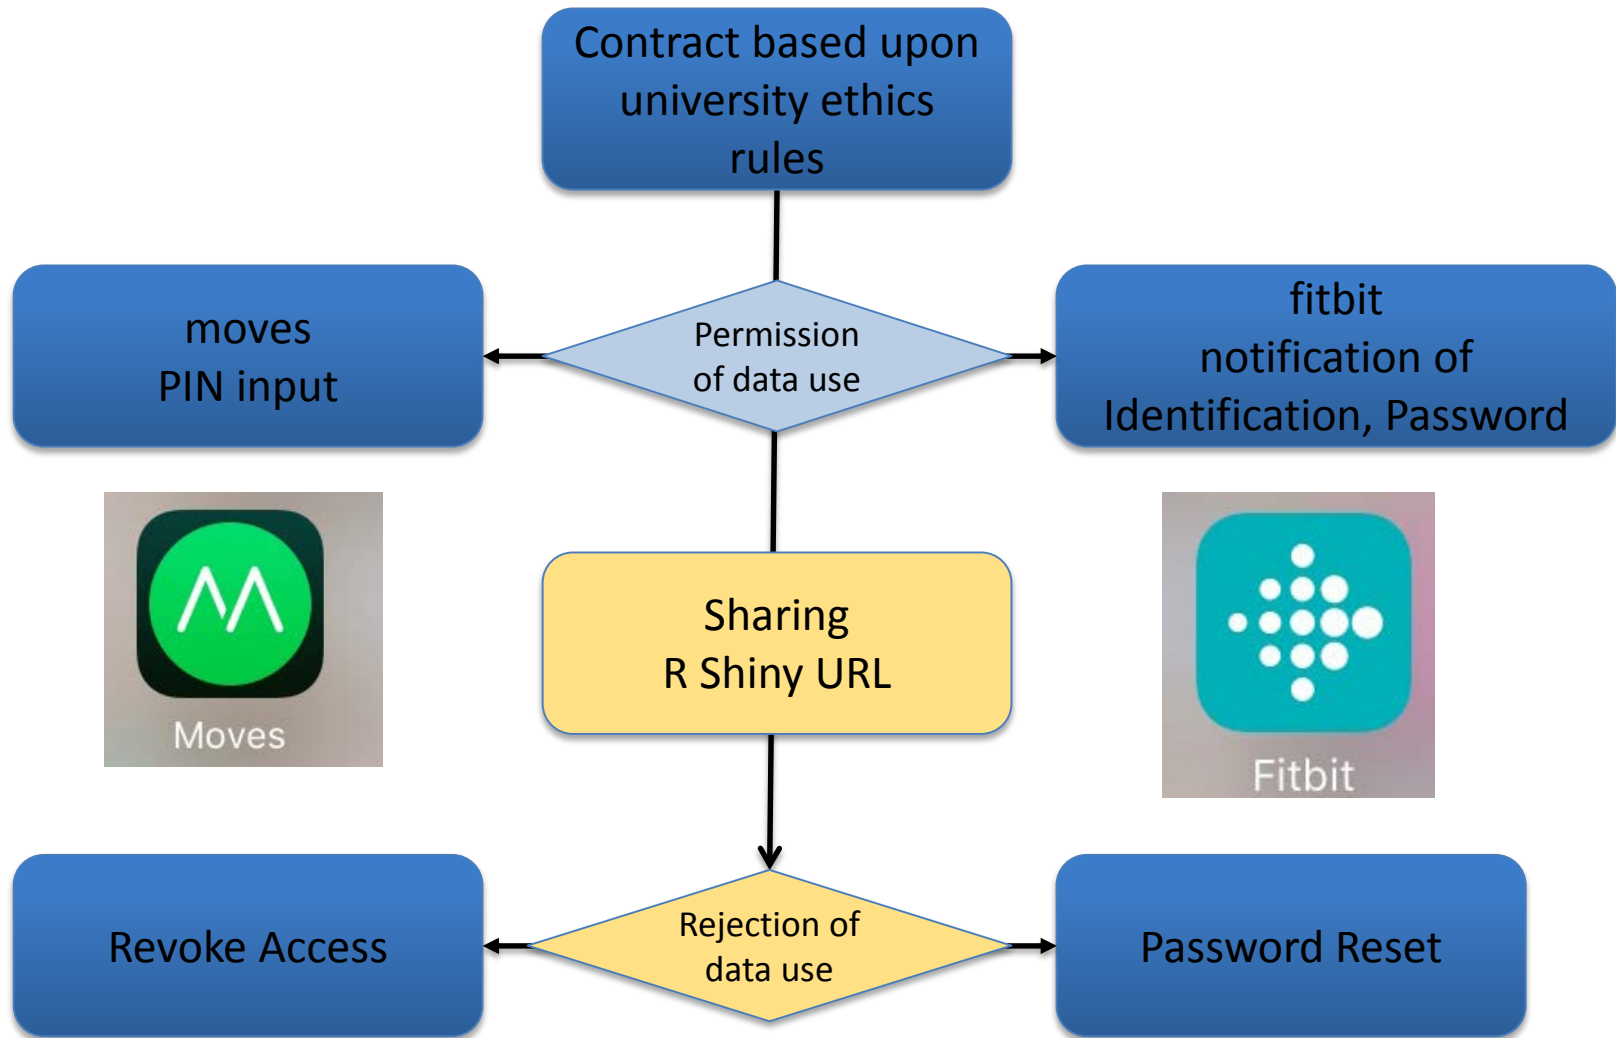 Contract based upon
university ethics
rules
moves
PIN input
Permission
of data use
fitbit
notification of
Identification, Password
Moves
Sharing
R Shiny URL
Fitbit
Revoke Access
Rejection of
data use
Password Reset